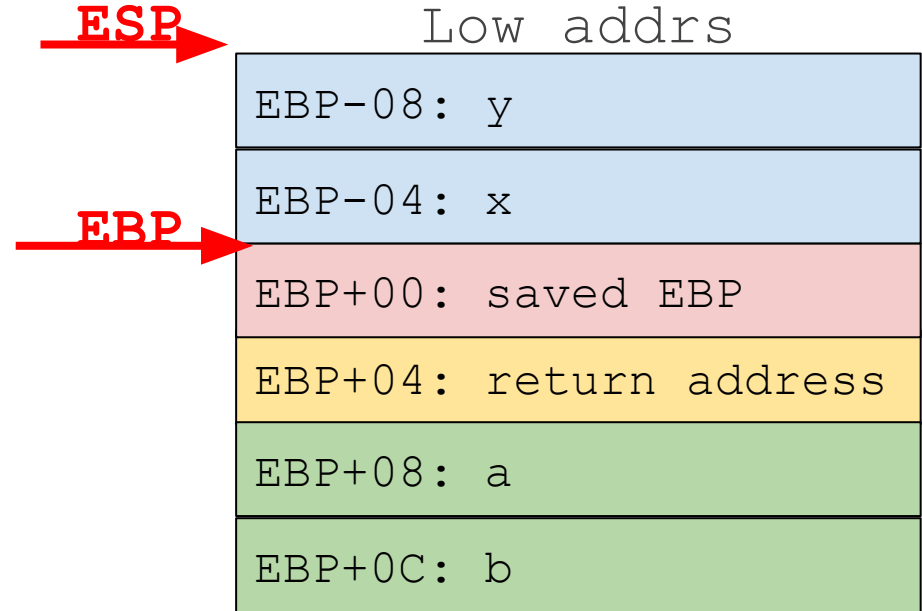 ESP
Low addrs
EBP-08: y
EBP-04: x
EBP
EBP+00: saved EBP
EBP+04: return address
EBP+08: a
EBP+0C: b